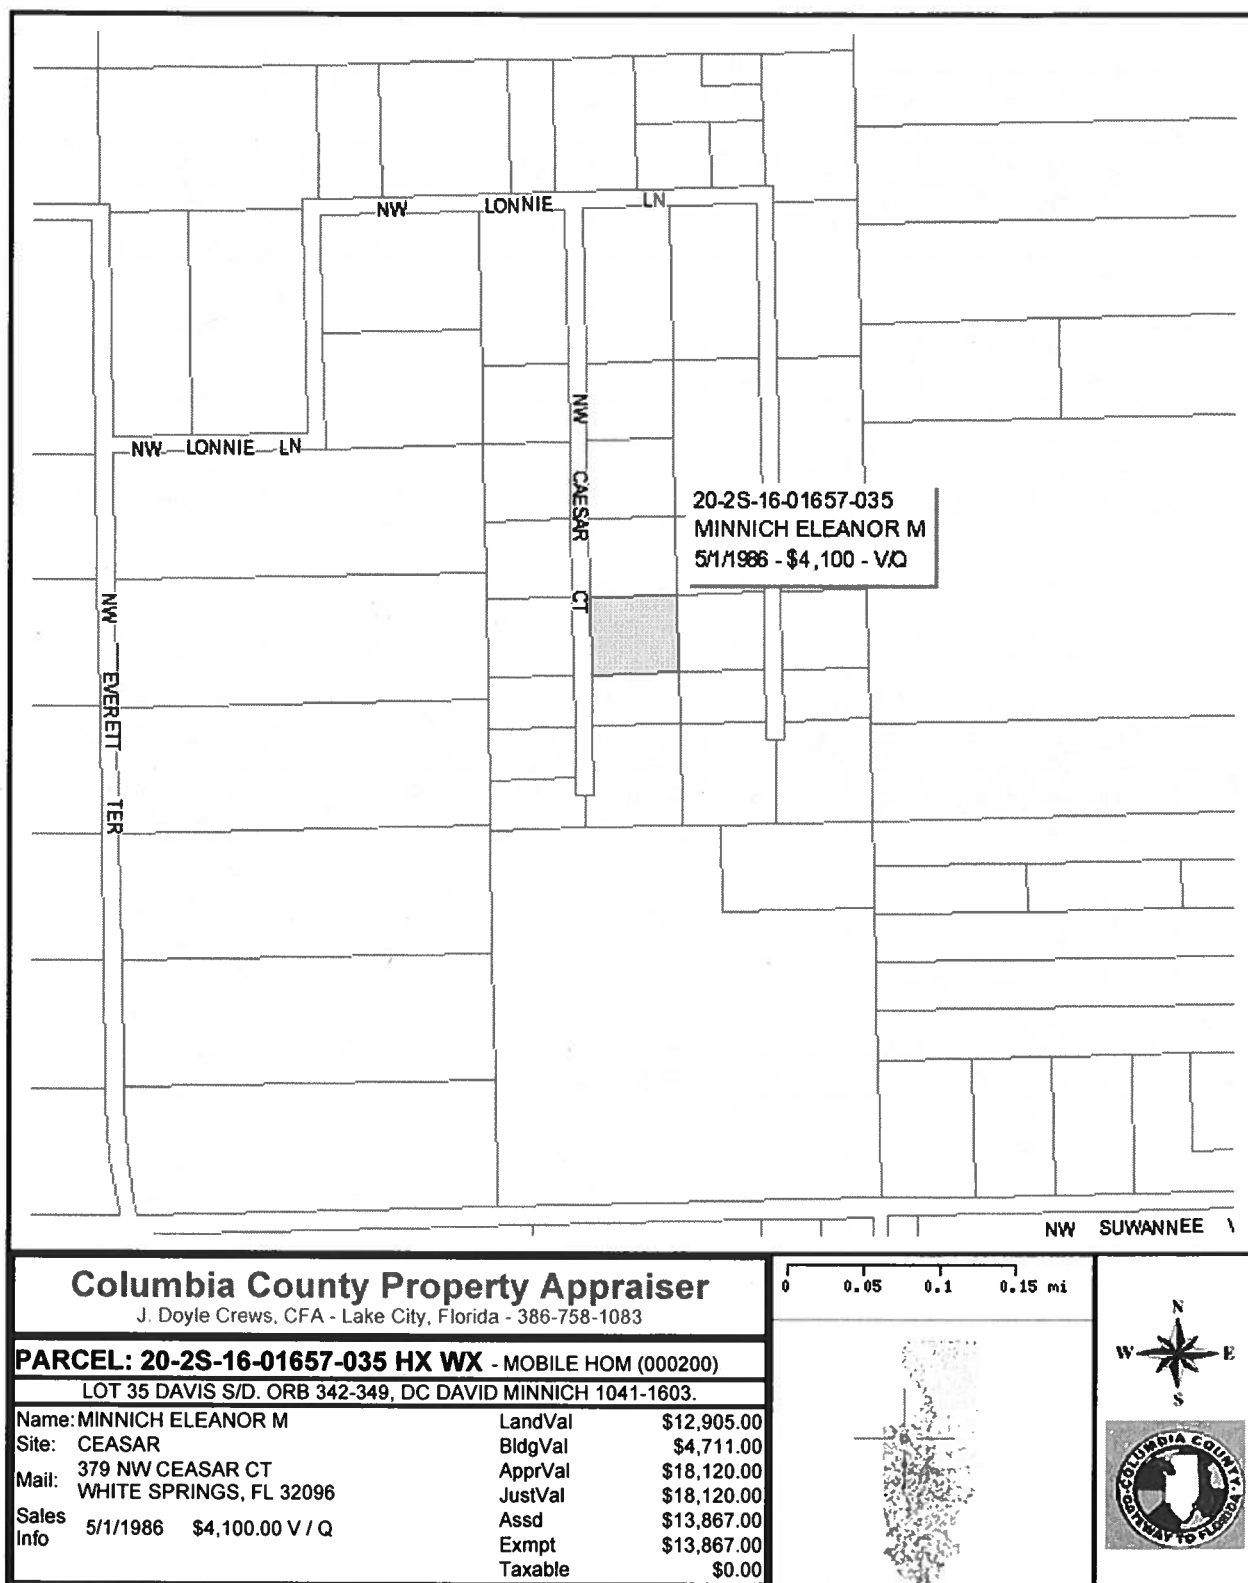 NW LONNIE LN
NW LONNIE LN
NW CAESAR CT
20-2S-16-01657-035
MINNICH ELEANOR M
5/1/1986 - $4,100 - V/Q
NW EVERETT TER
NW SUWANNEE
Columbia County Property Appraiser
J. Doyle Crews, CFA - Lake City, Florida - 386-758-1083
PARCEL: 20-2S-16-01657-035 HX WX - MOBILE HOM (000200)
LOT 35 DAVIS S/D. ORB 342-349, DC DAVID MINNICH 1041-1603.
Name: MINNICH ELEANOR M
Site: CEASAR
Mail: 379 NW CEASAR CT
WHITE SPRINGS, FL 32096
Sales Info 5/1/1986 $4,100.00 V / Q
LandVal $12,905.00
BldgVal $4,711.00
ApprVal $18,120.00
JustVal $18,120.00
Assd $13,867.00
Exmpt $13,867.00
Taxable $0.00
0 0.05 0.1 0.15 mi
N
W E
S
COLUMBIA COUNTY
GATEWAY TO FLORIDA